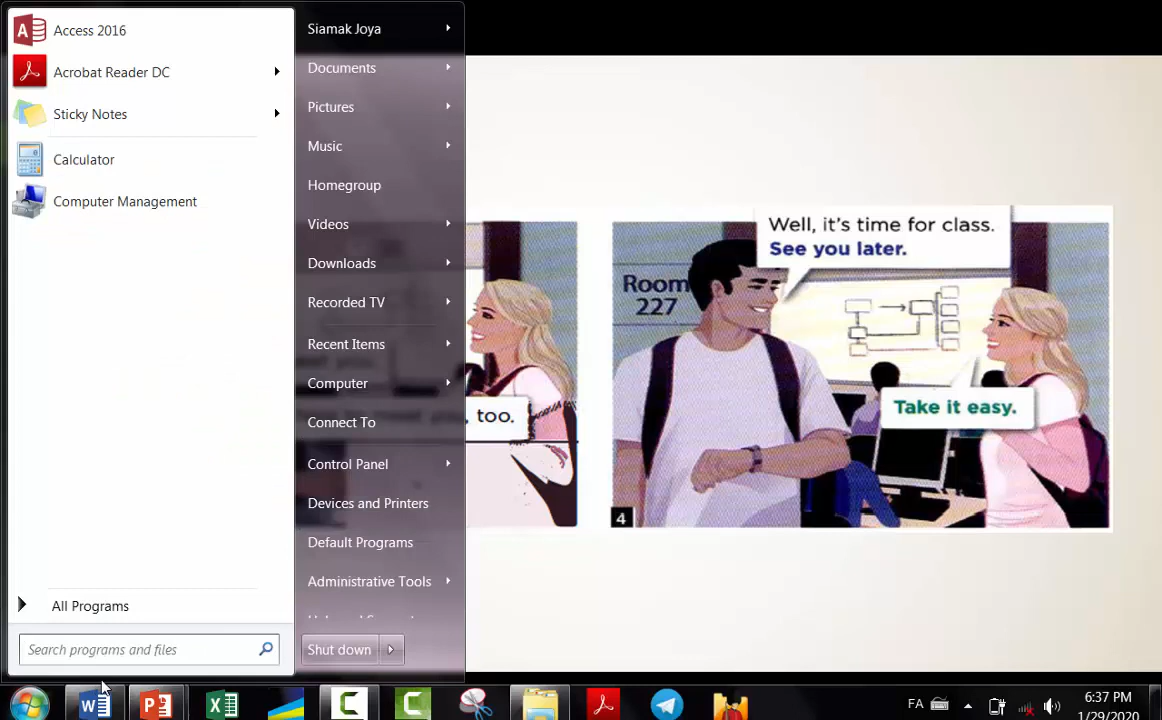 Access 2016
Acrobat Reader DC
Sticky Notes
Calculator
Computer Management
All Programs
Search programs and files
Siamak Joya
Documents
Pictures
Music
Homegroup
Videos
Downloads
Recorded TV
Recent Items
Computer
Connect To
Control Panel
Devices and Printers
Default Programs
Administrative Tools
Shut down
, too.
Well, it's time for class.
See you later.
Room
227
Take it easy.
4
FA
6:37 PM
1/29/2020